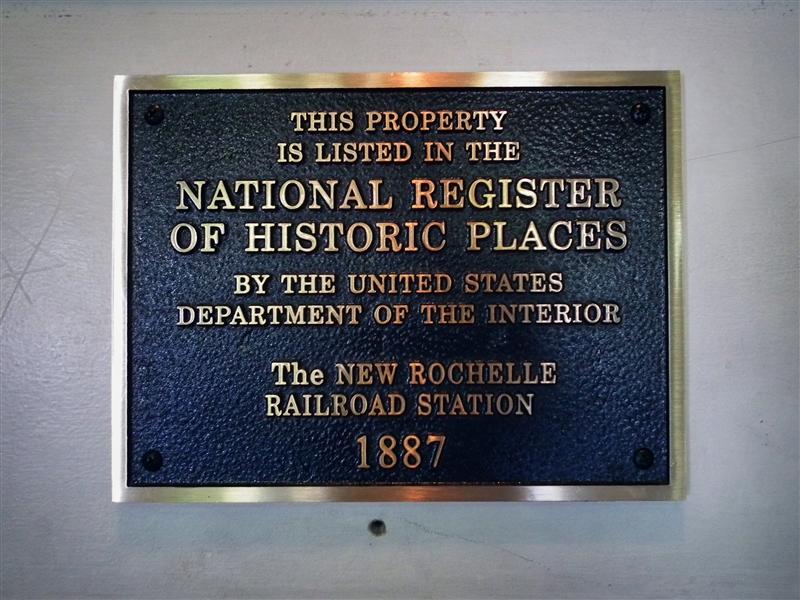 THIS PROPERTY
IS LISTED IN THE
NATIONAL REGISTER
OF HISTORIC PLACES
BY THE UNITED STATES
DEPARTMENT OF THE INTERIOR
The NEW ROCHELLE
RAILROAD STATION
1887